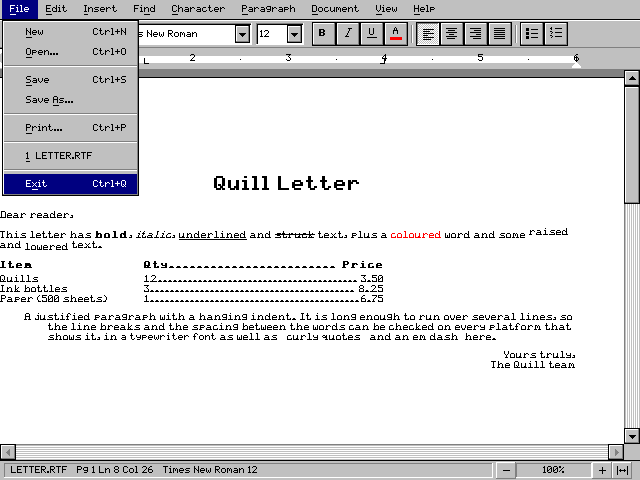 File Edit Insert Find Character Paragraph Document View Help
New Ctrl+N
Open... Ctrl+O
Save Ctrl+S
Save As...
Print... Ctrl+P
1 LETTER.RTF
Exit Ctrl+Q
s New Roman 12 B I U A
2 3 4 5 6
Quill Letter
Dear reader,
This letter has bold, italic, underlined and struck text, plus a coloured word and some raised
and lowered text.
Item Qty........................ Price
Quills 12........................ 3.50
Ink bottles 3........................ 8.25
Paper (500 sheets) 1........................ 6.75
A justified paragraph with a hanging indent. It is long enough to run over several lines, so
the line breaks and the spacing between the words can be checked on every platform that
shows it, in a typewriter font as well as curly quotes and an em dash here.
Yours truly,
The Quill team
LETTER.RTF Pg 1 Ln 8 Col 26 Times New Roman 12 100%